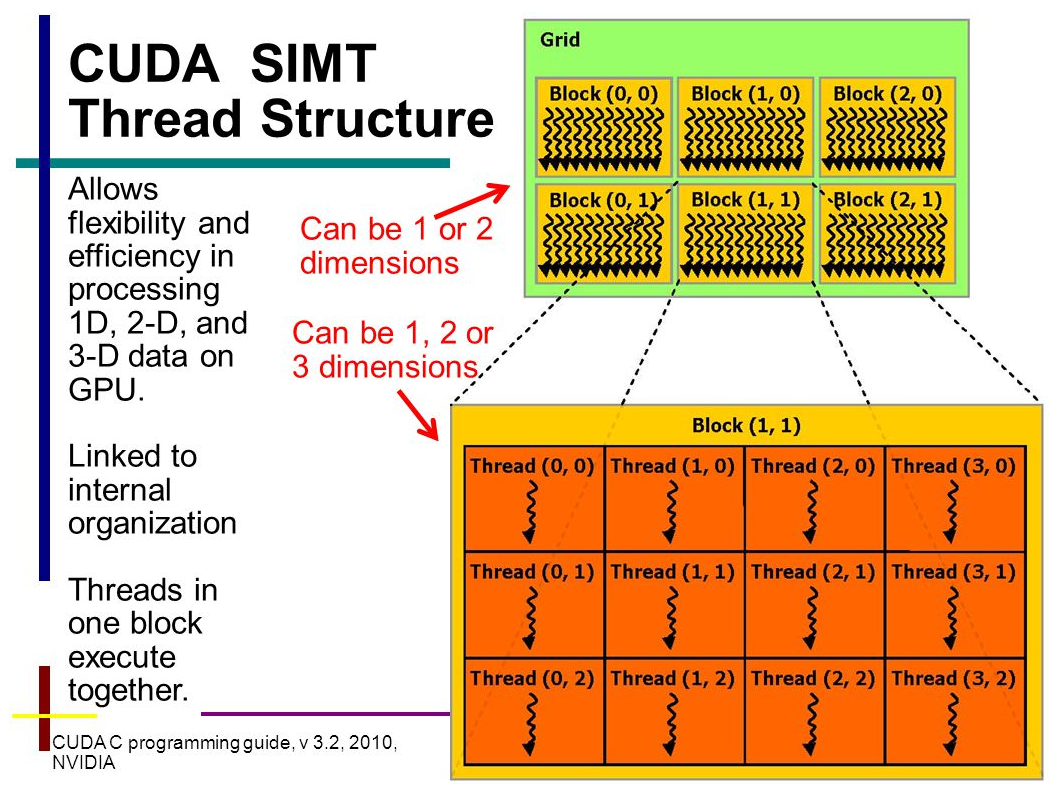 CUDA SIMT
Thread Structure
Allows
flexibility and
efficiency in
processing
1D, 2-D, and
3-D data on
GPU.
Linked to
internal
organization
Threads in
one block
execute
together.
Can be 1 or 2
dimensions
Can be 1, 2 or
3 dimensions
Grid
Block (0, 0) Block (1, 0) Block (2, 0)
Block (0, 1) Block (1, 1) Block (2, 1)
Block (1, 1)
Thread (0, 0) Thread (1, 0) Thread (2, 0) Thread (3, 0)
Thread (0, 1) Thread (1, 1) Thread (2, 1) Thread (3, 1)
Thread (0, 2) Thread (1, 2) Thread (2, 2) Thread (3, 2)
CUDA C programming guide, v 3.2, 2010,
NVIDIA